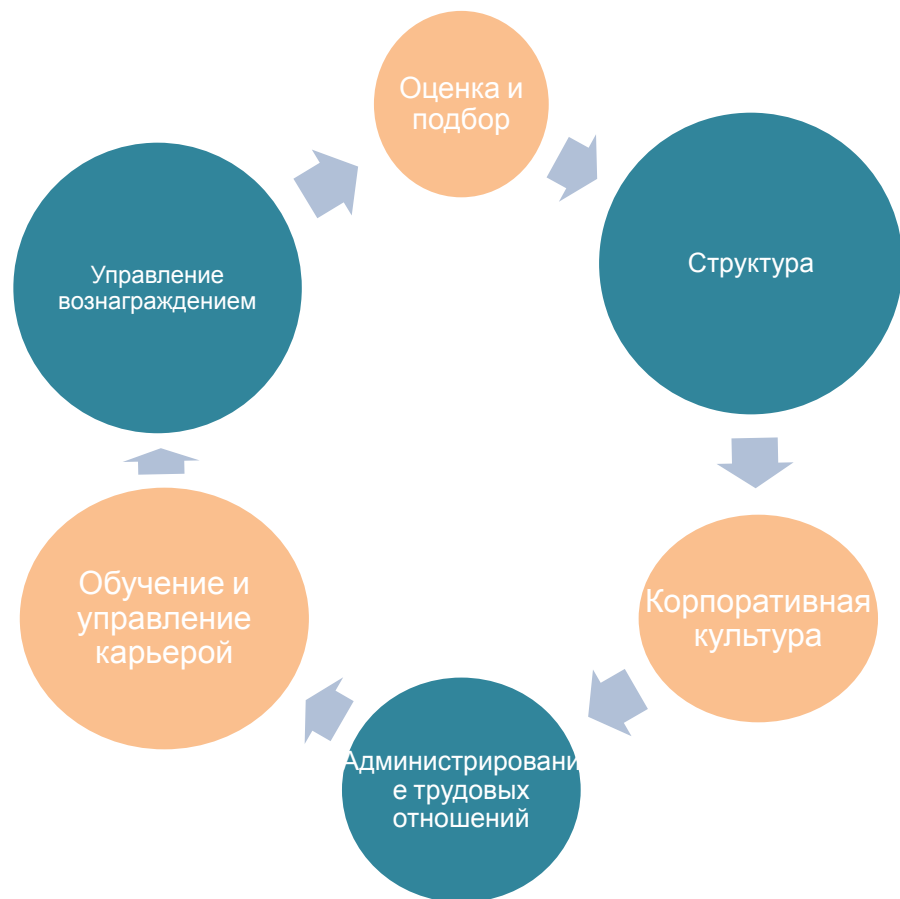 Оценка и
подбор
Структура
Корпоративная
культура
Администрировани
е трудовых
отношений
Обучение и
управление
карьерой
Управление
вознаграждением